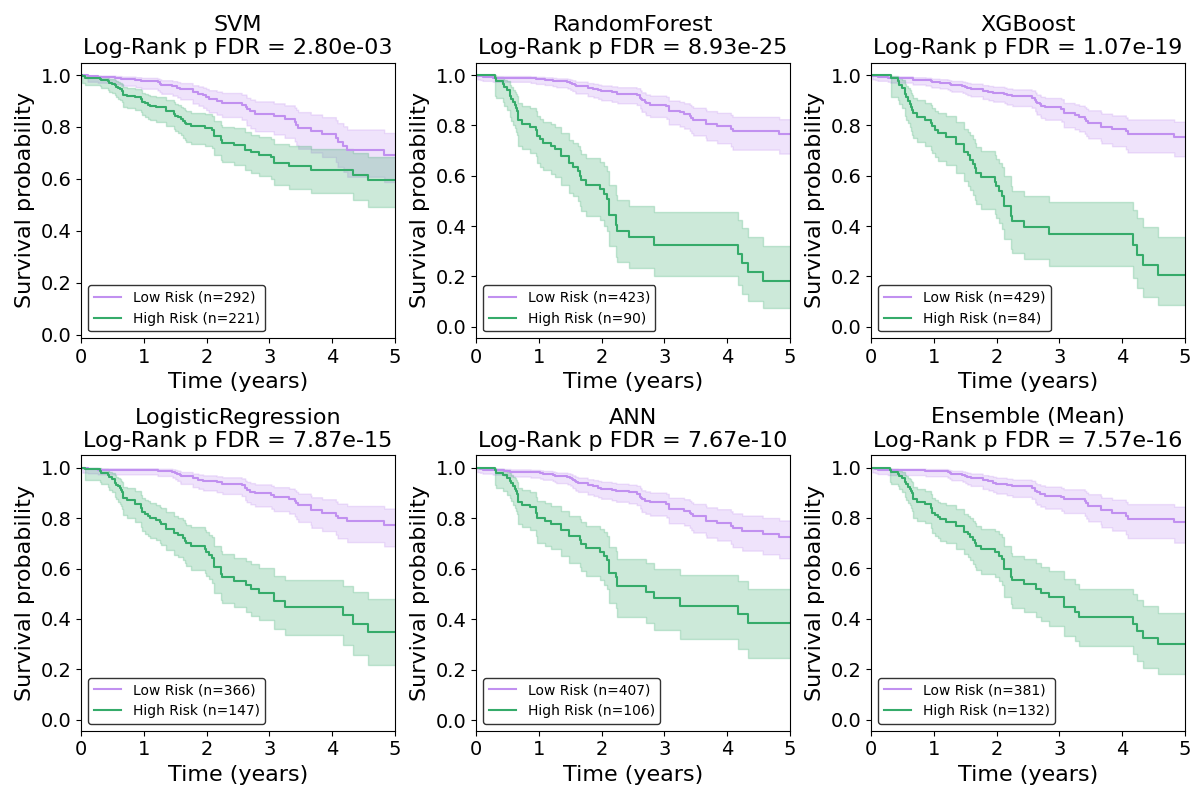 SVM
Log-Rank p FDR = 2.80e-03
Survival probability
1.0
0.8
0.6
0.4
0.2
0.0
Low Risk (n=292)
High Risk (n=221)
0 1 2 3 4 5
Time (years)
RandomForest
Log-Rank p FDR = 8.93e-25
Survival probability
1.0
0.8
0.6
0.4
0.2
0.0
Low Risk (n=423)
High Risk (n=90)
0 1 2 3 4 5
Time (years)
XGBoost
Log-Rank p FDR = 1.07e-19
Survival probability
1.0
0.8
0.6
0.4
0.2
0.0
Low Risk (n=429)
High Risk (n=84)
0 1 2 3 4 5
Time (years)
LogisticRegression
Log-Rank p FDR = 7.87e-15
Survival probability
1.0
0.8
0.6
0.4
0.2
0.0
Low Risk (n=366)
High Risk (n=147)
0 1 2 3 4 5
Time (years)
ANN
Log-Rank p FDR = 7.67e-10
Survival probability
1.0
0.8
0.6
0.4
0.2
0.0
Low Risk (n=407)
High Risk (n=106)
0 1 2 3 4 5
Time (years)
Ensemble (Mean)
Log-Rank p FDR = 7.57e-16
Survival probability
1.0
0.8
0.6
0.4
0.2
0.0
Low Risk (n=381)
High Risk (n=132)
0 1 2 3 4 5
Time (years)